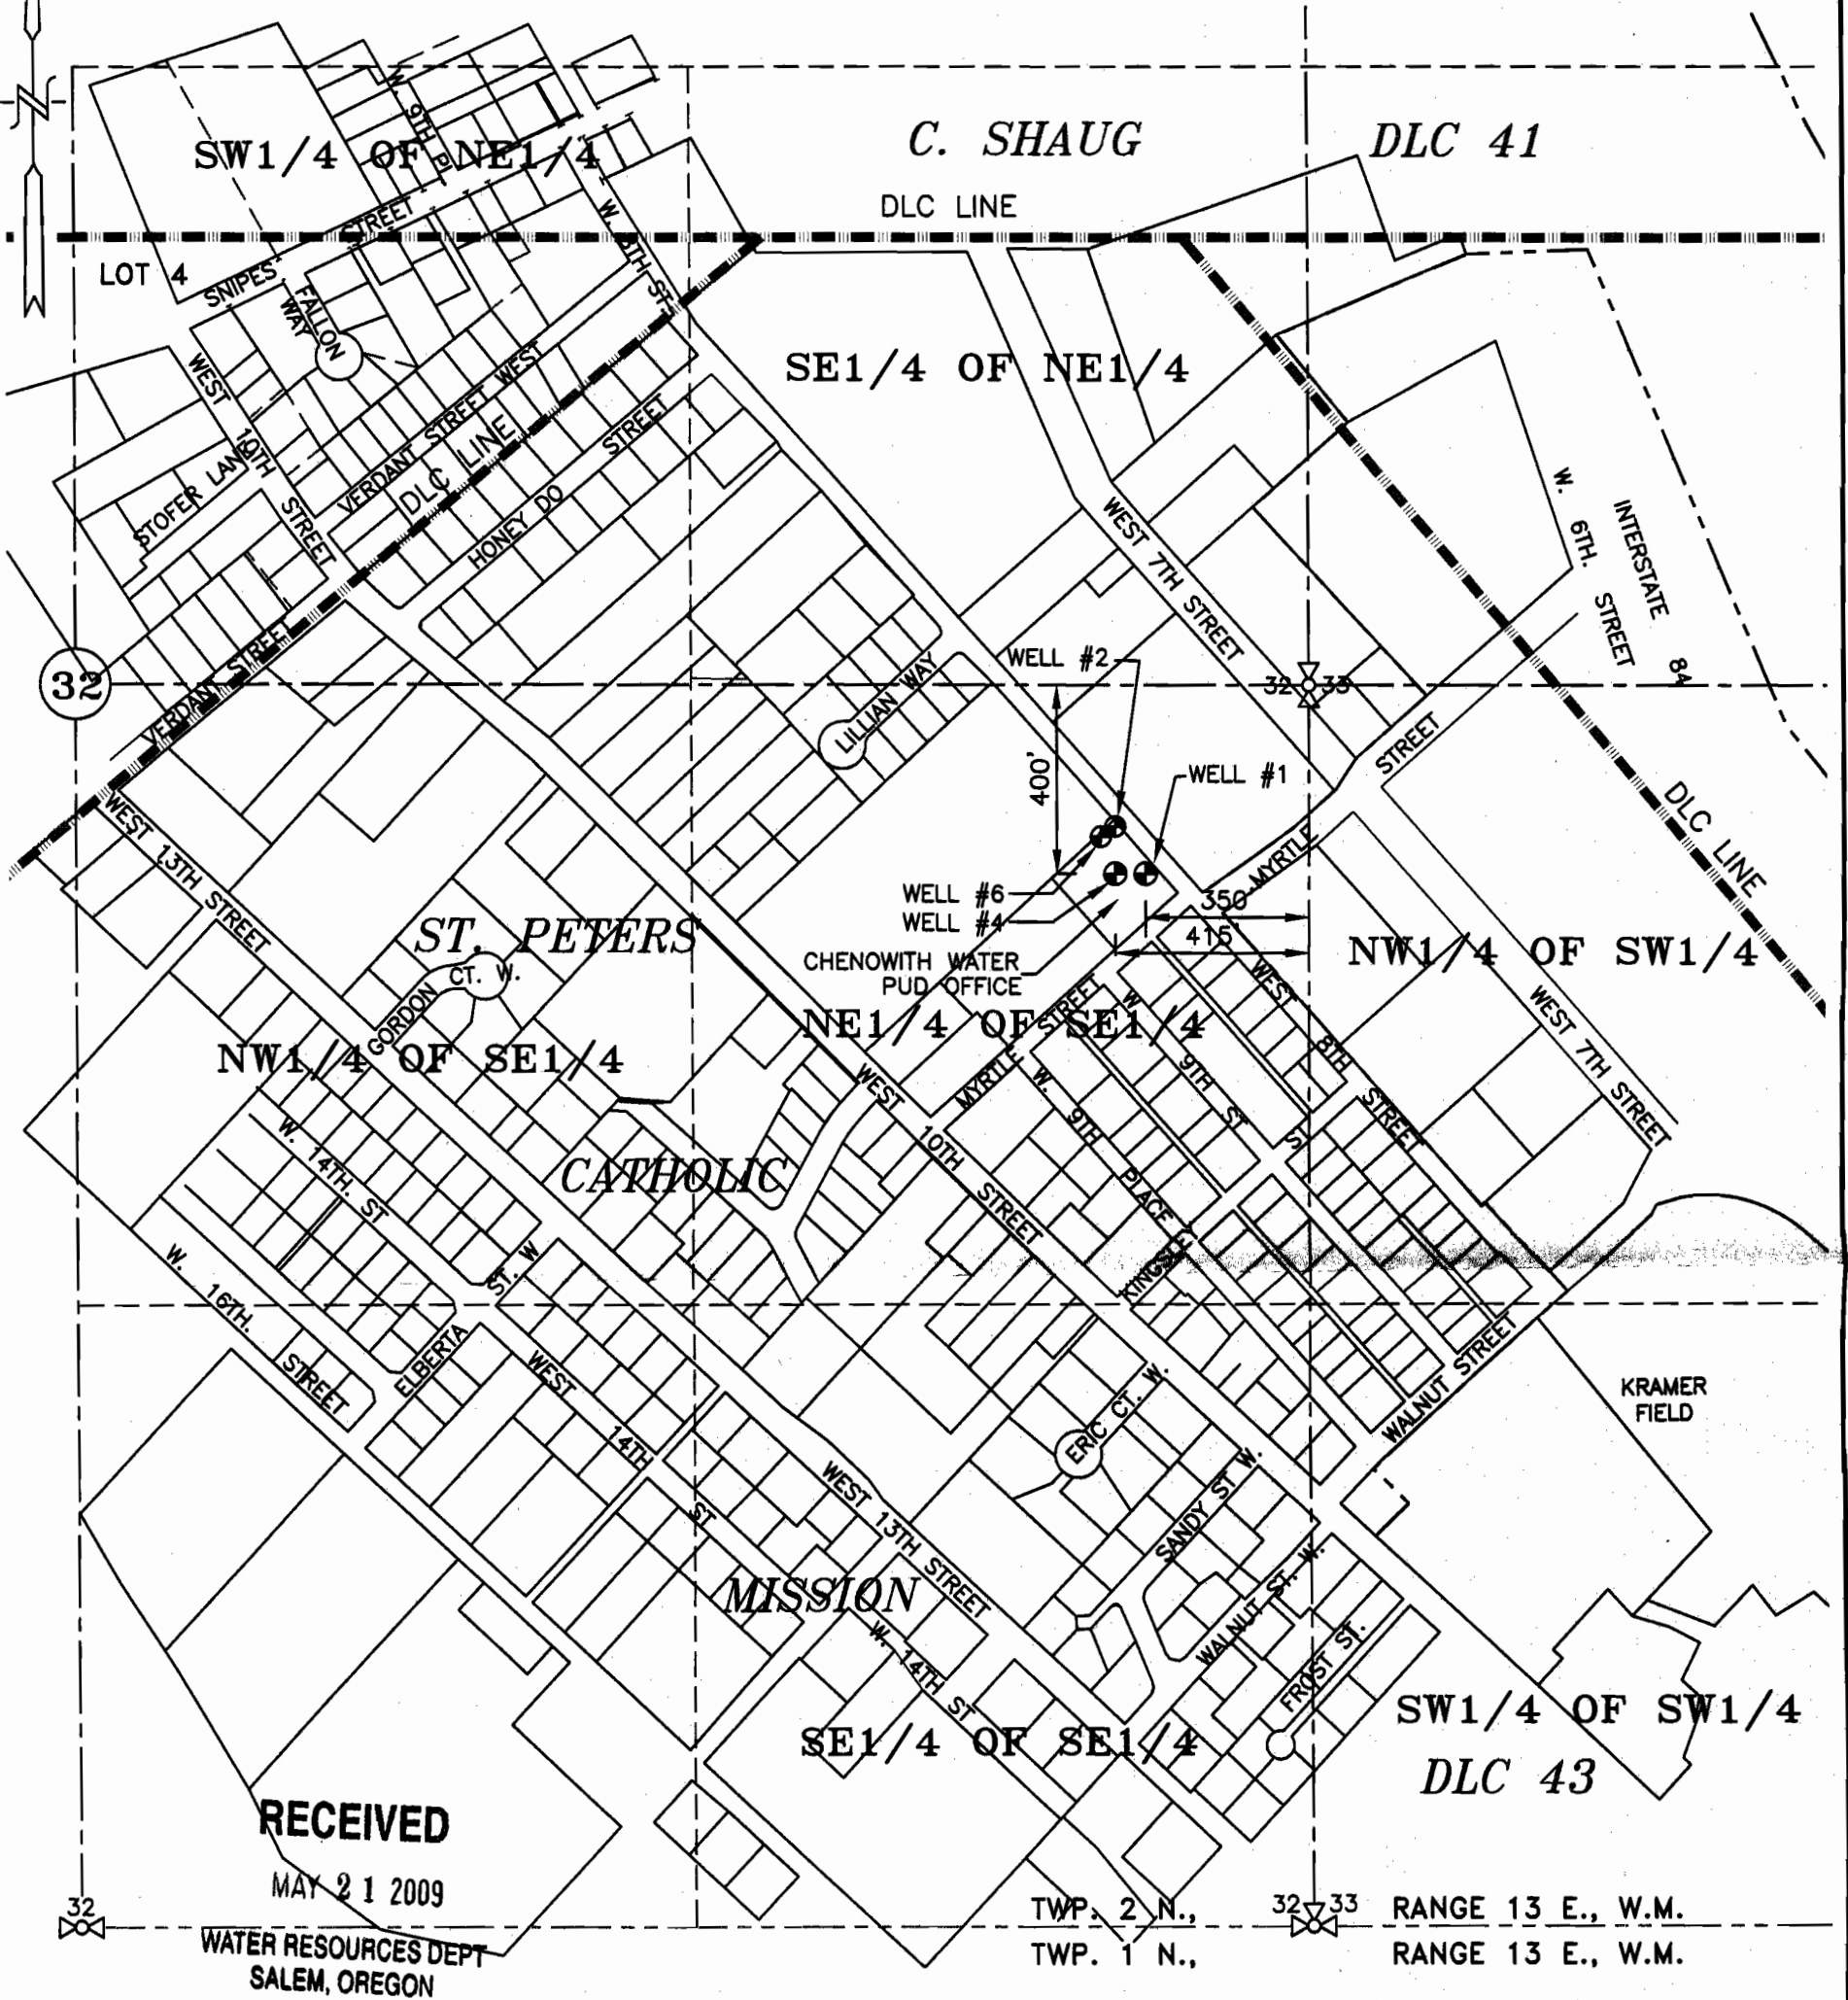 N
W. 9TH PL
SW1/4 OF NE1/4
C. SHAUG
DLC 41
DLC LINE
STREET
W. 8TH ST.
LOT 4
SNIPES
FALLON
WAY
SE1/4 OF NE1/4
WEST 10TH STREET
VERDANT STREET WEST
DLC LINE
HONEY DO STREET
STOFER LANE
WEST 7TH STREET
W. 6TH. STREET
INTERSTATE 84
32
VERDANT STREET
WELL #2
32 33
LILIAN WAY
400'
WELL #1
STREET
MYRTLE
DLC LINE
WEST 13TH STREET
WELL #6
WELL #4
350'
415'
ST. PETERS
CHENOWITH WATER
PUD OFFICE
NW1/4 OF SW1/4
GORDON CT. W.
NE1/4 OF SE1/4
NW1/4 OF SE1/4
MYRTLE STREET
W. 9TH ST
WEST 8TH STREET
WEST 7TH STREET
W. 9TH PLACE
WEST 10TH STREET
CATHOLIC
KINGSLEY
ST
W. 14TH. ST
W. 16TH. STREET
ELBERTA ST. W
WEST 14TH ST
WALNUT STREET
KRAMER
FIELD
ERIC CT. W.
SANDY ST W.
WEST 13TH STREET
MISSION
W. 14TH ST
WALNUT ST. W.
FROST ST.
SW1/4 OF SW1/4
SE1/4 OF SE1/4
DLC 43
RECEIVED
MAY 21 2009
WATER RESOURCES DEPT
SALEM, OREGON
32
TWP. 2 N.,
32 33
RANGE 13 E., W.M.
TWP. 1 N.,
RANGE 13 E., W.M.